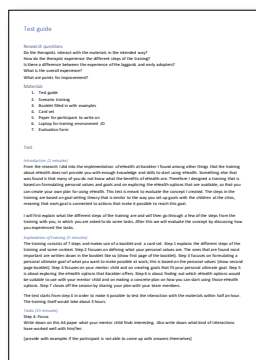 Test guide
Research questions
Do the therapists interact with the materials in the intended way?
How do the therapist experience the different steps of the training?
Is there a difference between the experience of the laggards and early adopters?
What is the overall experience?
What are points for improvement?
Materials
1. Test guide
2. Scenario training
3. Booklet filled in with examples
4. Card set
5. Paper for participant to write on
6. Laptop for training environment
7. Evaluation form
Test
Introduction (2 minutes)
From the research I did into the implementation of eHealth at Karakter I found among other things that the training
about eHealth does not provide you with enough knowledge and skills to start using eHealth. Something else that
was found is that many of you do not know what the benefits of eHealth are. Therefore I designed a training that is
based on formulating personal values and goals and on exploring the eHealth options that are available, so that you
can create your own plan for using eHealth. This test is meant to evaluate the concept I created. The steps in the
training are based on goal setting theory that is similar to the way you set up goals with the children at the clinic,
meaning that each goal is connected to actions that make it possible to reach this goal.
I will first explain what the different steps of the training are and will then go through a few of the steps from the
training with you, in which you are asked to do some tasks. After this we will evaluate the concept by discussing how
you experienced the tasks.
Explanation of training (5 minutes)
The training consists of 7 steps and makes use of a booklet and a card set. Step 1 explains the different steps of the
training and some context. Step 2 focuses on defining what your personal values are. The ones that are found most
important are written down in the booklet like so (show first page of the booklet). Step 3 focuses on formulating a
personal ultimate goal of what you want to make possible at work, this is based on the personal values (show second
page booklet). Step 4 focuses on your mentor child and on creating goals that fit your personal ultimate goal. Step 5
is about exploring the eHealth options that Karakter offers. Step 6 is about finding out which eHealth options would
be suitable to use with your mentor child and on making a concrete plan on how you can start using those eHealth
options. Step 7 closes off the session by sharing your plan with your team members.
The test starts from step 4 in order to make it possible to test the interaction with the materials within half an hour.
The training itself would take about 3 hours.
Tasks (15 minutes)
Step 4: Focus
Write down on this A4 paper what your mentor child finds interesting. Also write down what kind of interactions
have worked well with him/her.
[provide with examples if the participant is not able to come up with answers themselves]